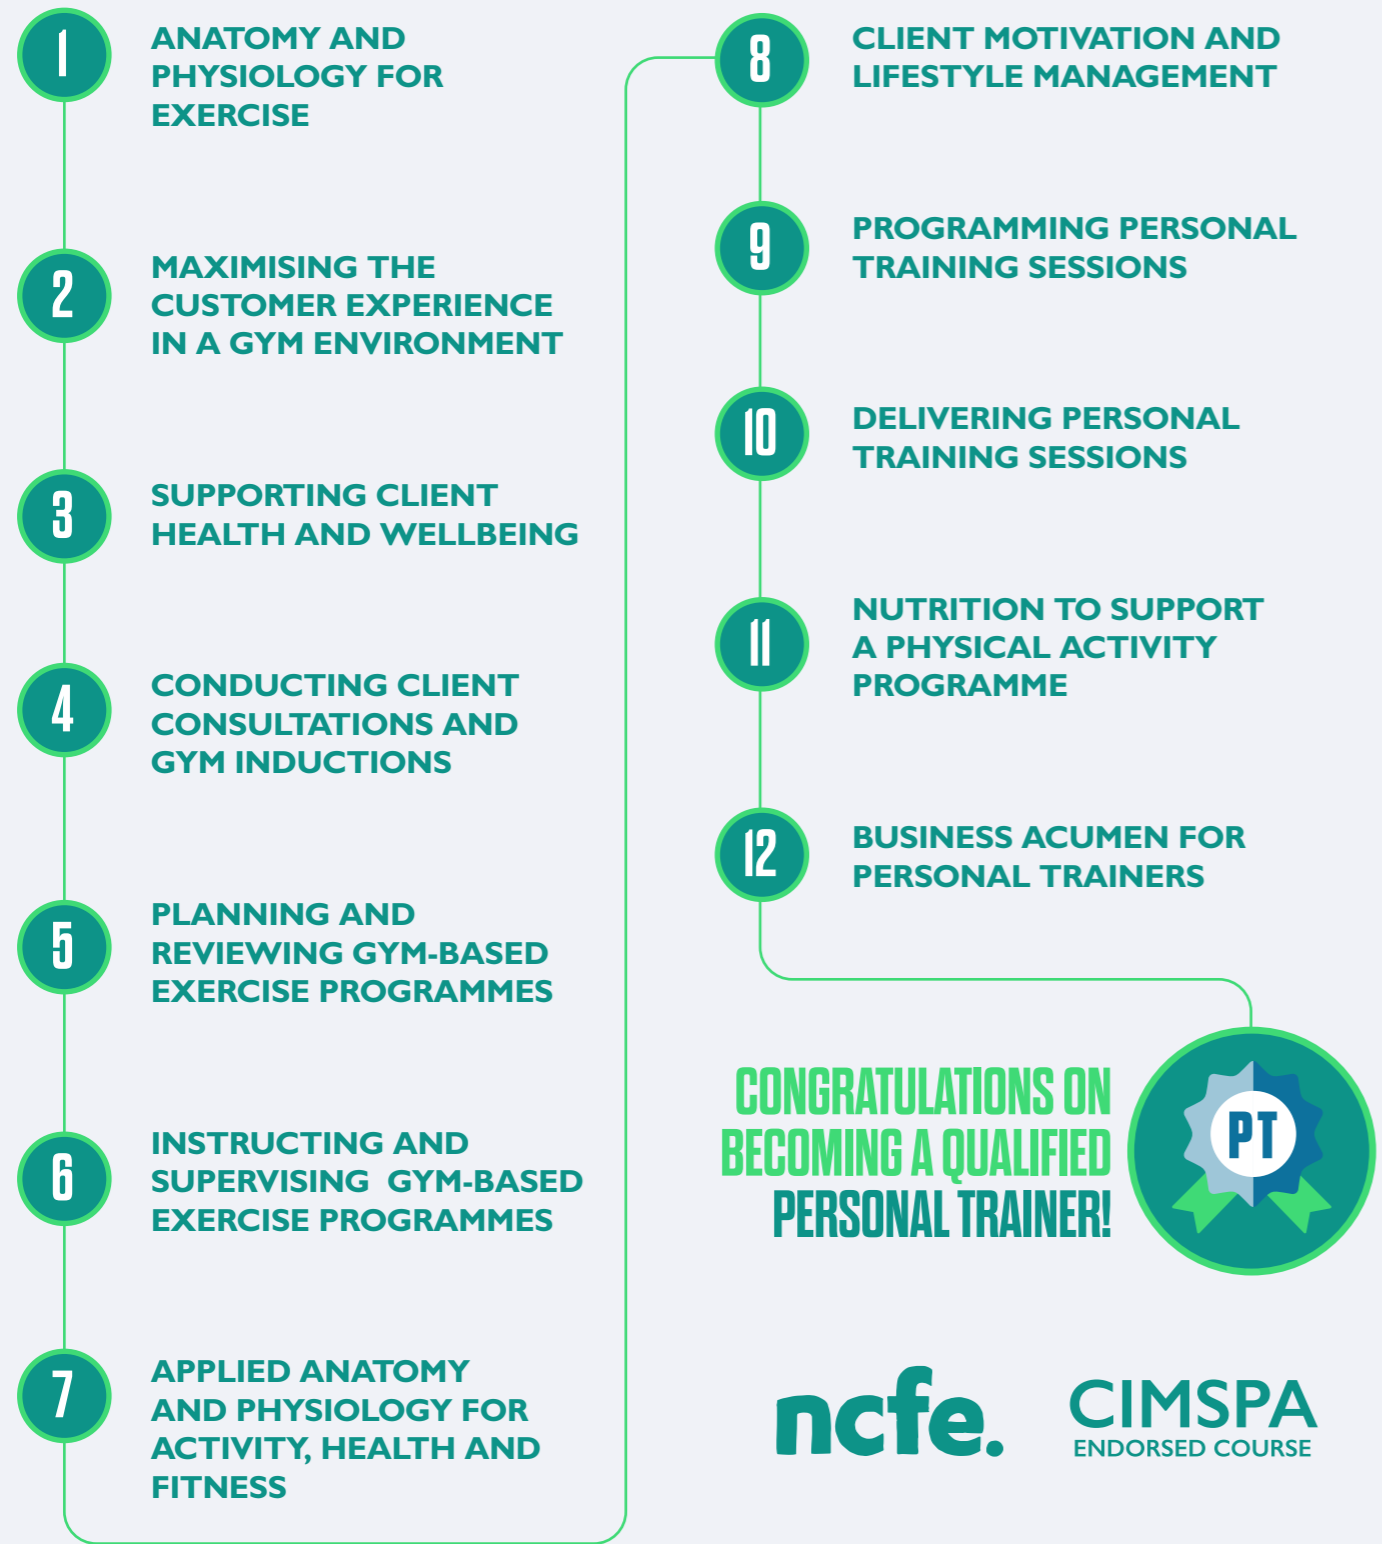 1
ANATOMY AND
PHYSIOLOGY FOR
EXERCISE
2
MAXIMISING THE
CUSTOMER EXPERIENCE
IN A GYM ENVIRONMENT
3
SUPPORTING CLIENT
HEALTH AND WELLBEING
4
CONDUCTING CLIENT
CONSULTATIONS AND
GYM INDUCTIONS
5
PLANNING AND
REVIEWING GYM-BASED
EXERCISE PROGRAMMES
6
INSTRUCTING AND
SUPERVISING GYM-BASED
EXERCISE PROGRAMMES
7
APPLIED ANATOMY
AND PHYSIOLOGY FOR
ACTIVITY, HEALTH AND
FITNESS
8
CLIENT MOTIVATION AND
LIFESTYLE MANAGEMENT
9
PROGRAMMING PERSONAL
TRAINING SESSIONS
10
DELIVERING PERSONAL
TRAINING SESSIONS
11
NUTRITION TO SUPPORT
A PHYSICAL ACTIVITY
PROGRAMME
12
BUSINESS ACUMEN FOR
PERSONAL TRAINERS
CONGRATULATIONS ON
BECOMING A QUALIFIED
PERSONAL TRAINER!
PT
ncfe.
CIMSPA
ENDORSED COURSE